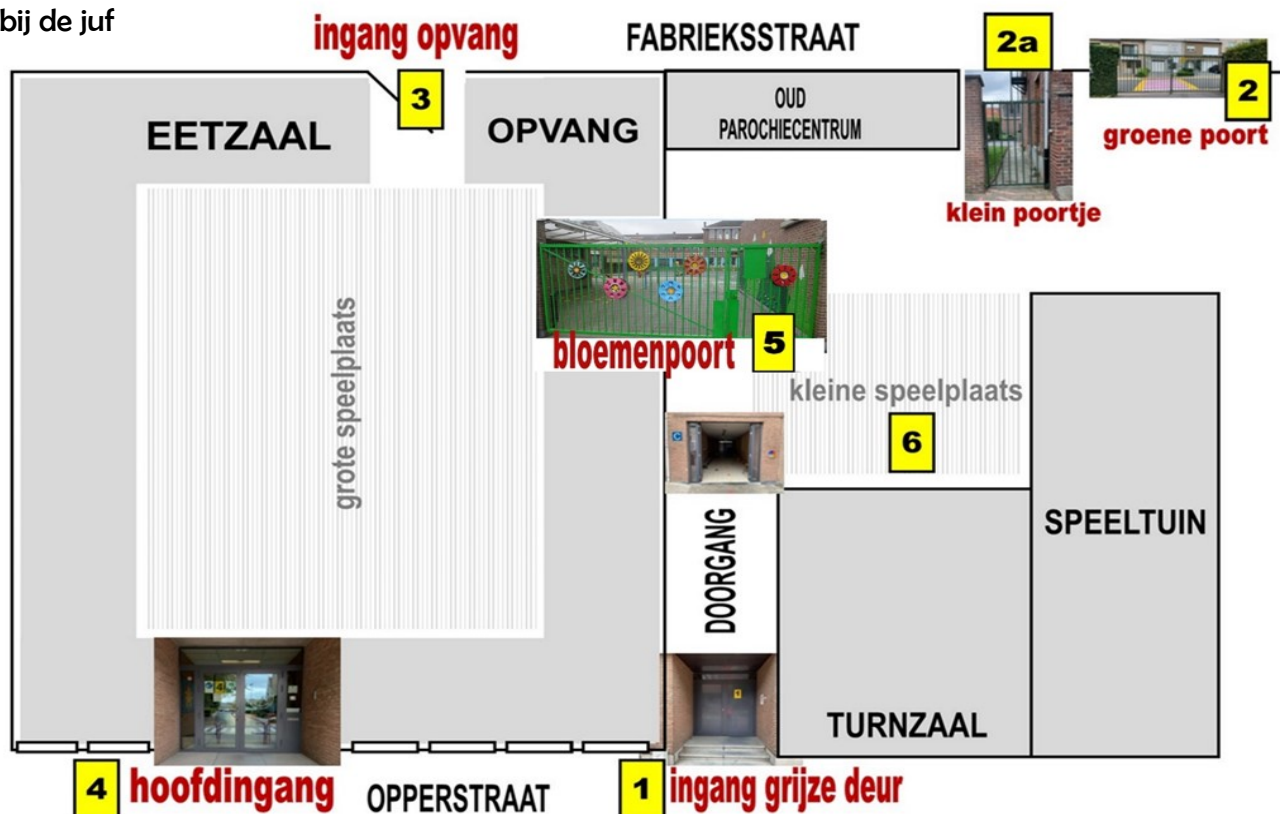 bij de juf
ingang opvang
FABRIEKSSTRAAT
2a
2
groene poort
3
EETZAAL
OPVANG
OUD
PAROCHIECENTRUM
klein poortje
bloemenpoort
5
grote speelplaats
kleine speelplaats
6
C
DOORGANG
SPEELTUIN
TURNZAAL
4
hoofdingang
OPPERSTRAAT
1
ingang grijze deur